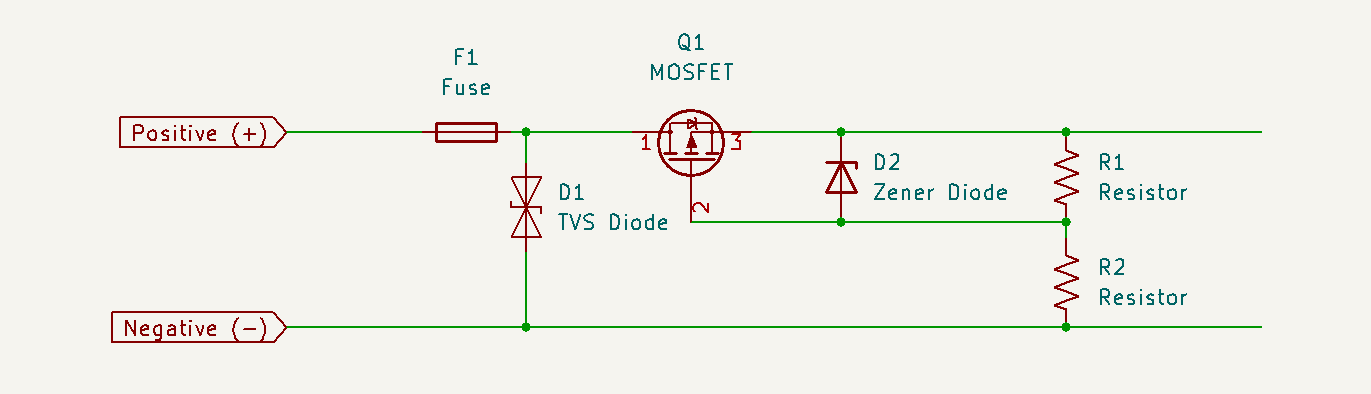 Q1
MOSFET
F1
Fuse
Positive (+)
1
3
2
D2
Zener Diode
R1
Resistor
D1
TVS Diode
R2
Resistor
Negative (-)